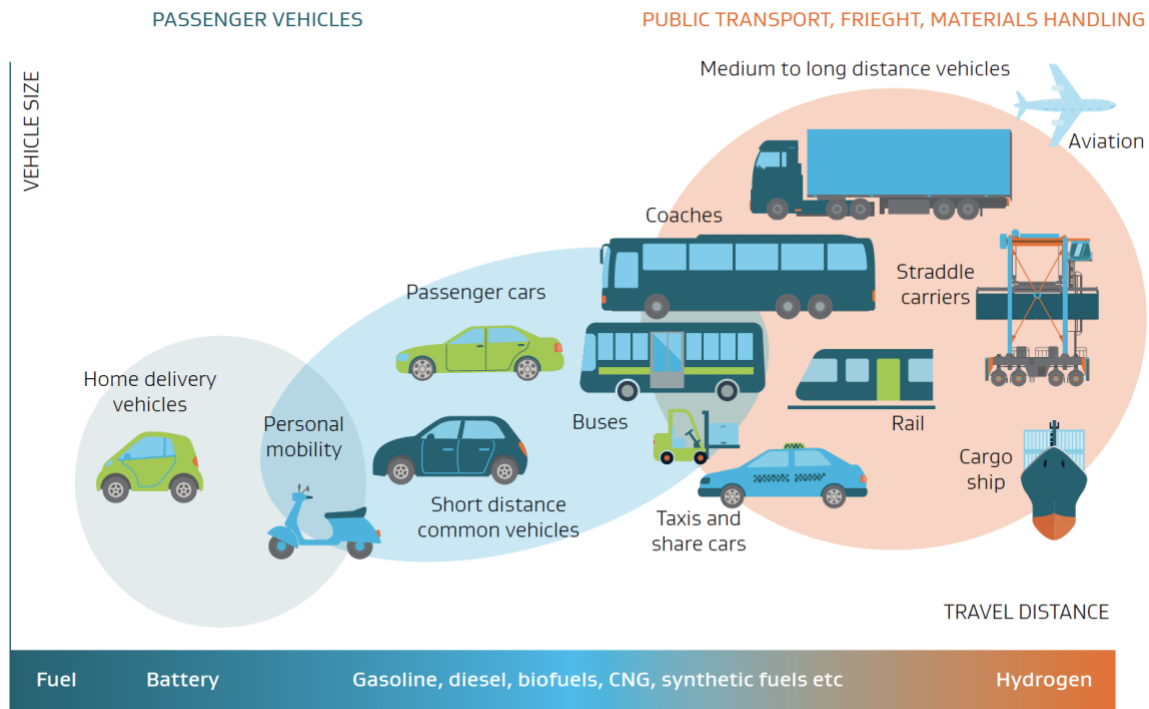 PASSENGER VEHICLES
PUBLIC TRANSPORT, FRIEGHT, MATERIALS HANDLING
VEHICLE SIZE
Medium to long distance vehicles
Aviation
Coaches
Straddle
carriers
Passenger cars
Home delivery
vehicles
Personal
mobility
Buses
Rail
Cargo
ship
Short distance
common vehicles
Taxis and
share cars
TRAVEL DISTANCE
Fuel
Battery
Gasoline, diesel, biofuels, CNG, synthetic fuels etc
Hydrogen